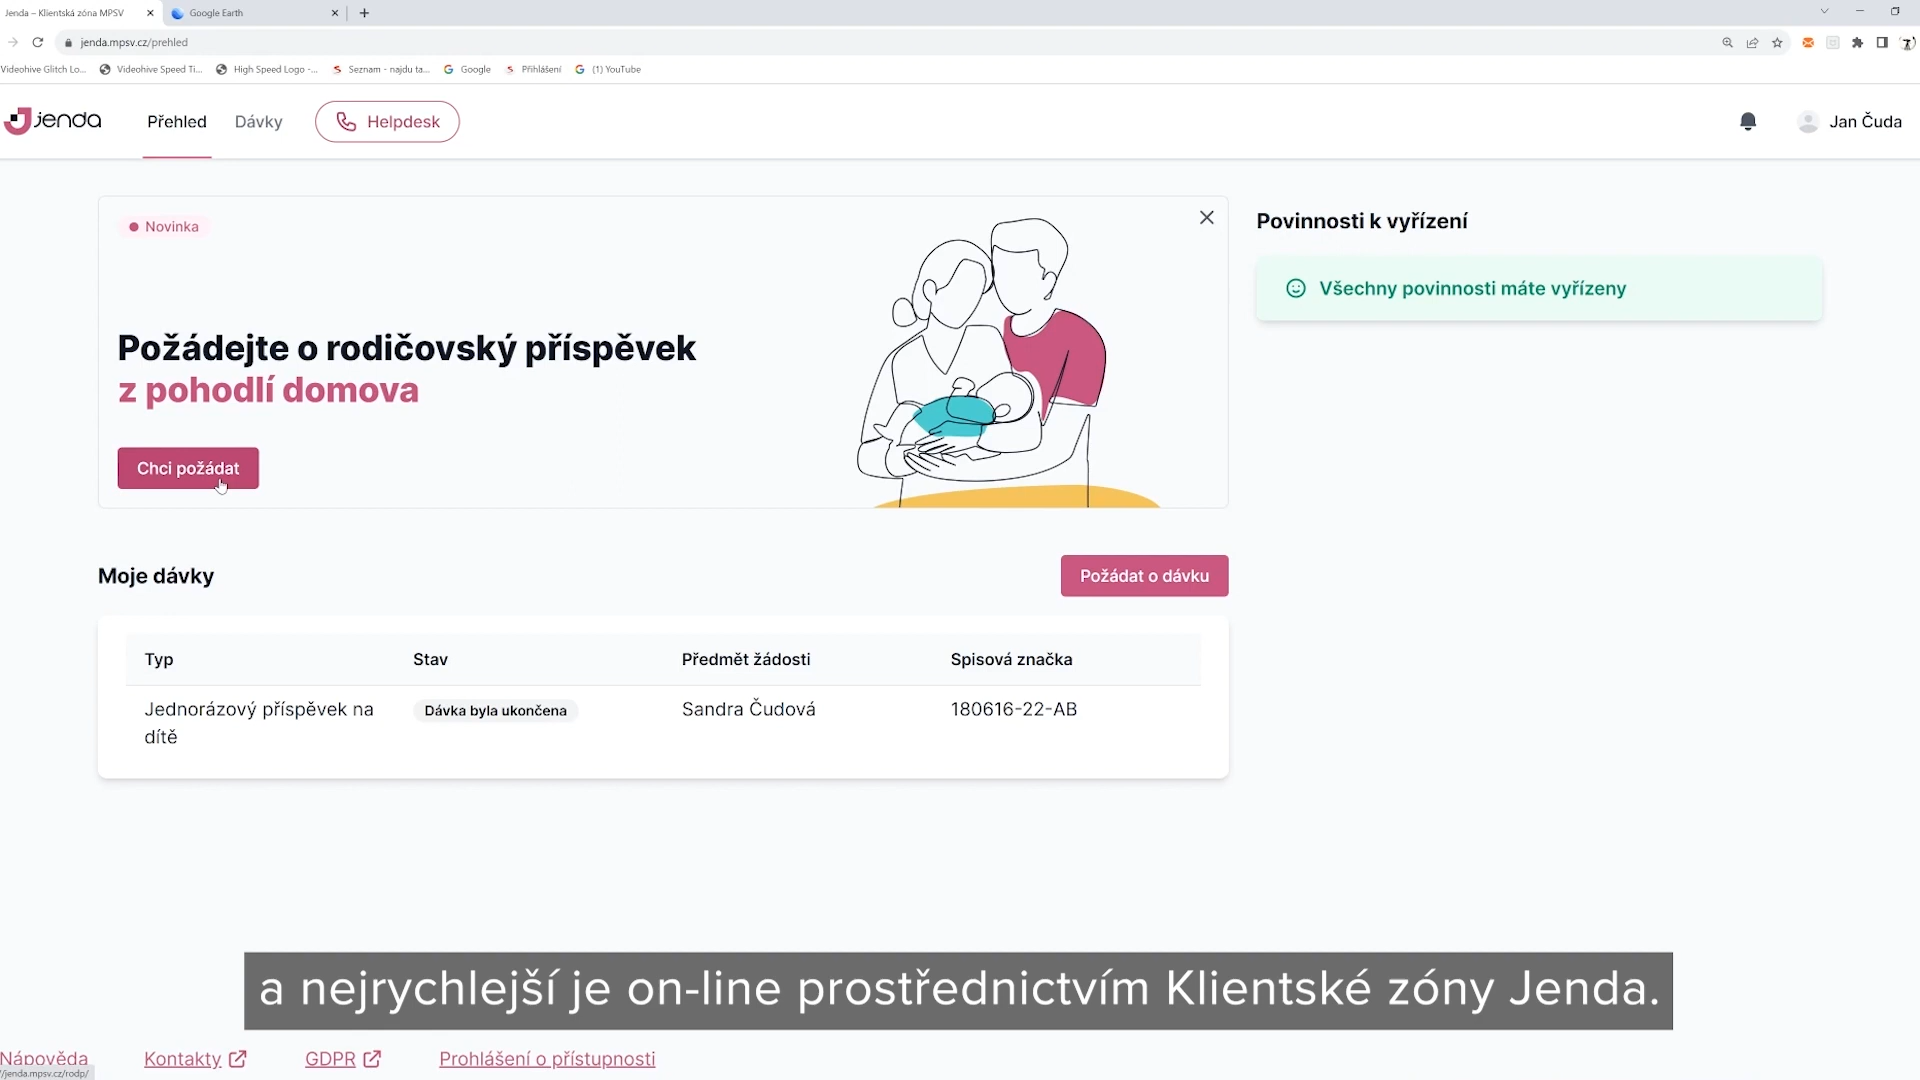 Jenda – Klientská zóna MPSV
Google Earth
jenda.mpsv.cz/prehled
Videohive Glitch Lo...
Videohive Speed Ti...
High Speed Logo -...
Seznam - najdu ta...
Google
Přihlášení
(1) YouTube
jenda
Přehled
Dávky
Helpdesk
Jan Čuda
Novinka
Požádejte o rodičovský příspěvek
z pohodlí domova
Chci požádat
Povinnosti k vyřízení
Všechny povinnosti máte vyřízeny
Moje dávky
Požádat o dávku
Typ
Stav
Předmět žádosti
Spisová značka
Jednorázový příspěvek na
dítě
Dávka byla ukončena
Sandra Čudová
180616-22-AB
a nejrychlejší je on-line prostřednictvím Klientské zóny Jenda.
Nápověda
Kontakty
GDPR
Prohlášení o přístupnosti
/jenda.mpsv.cz/rodp/